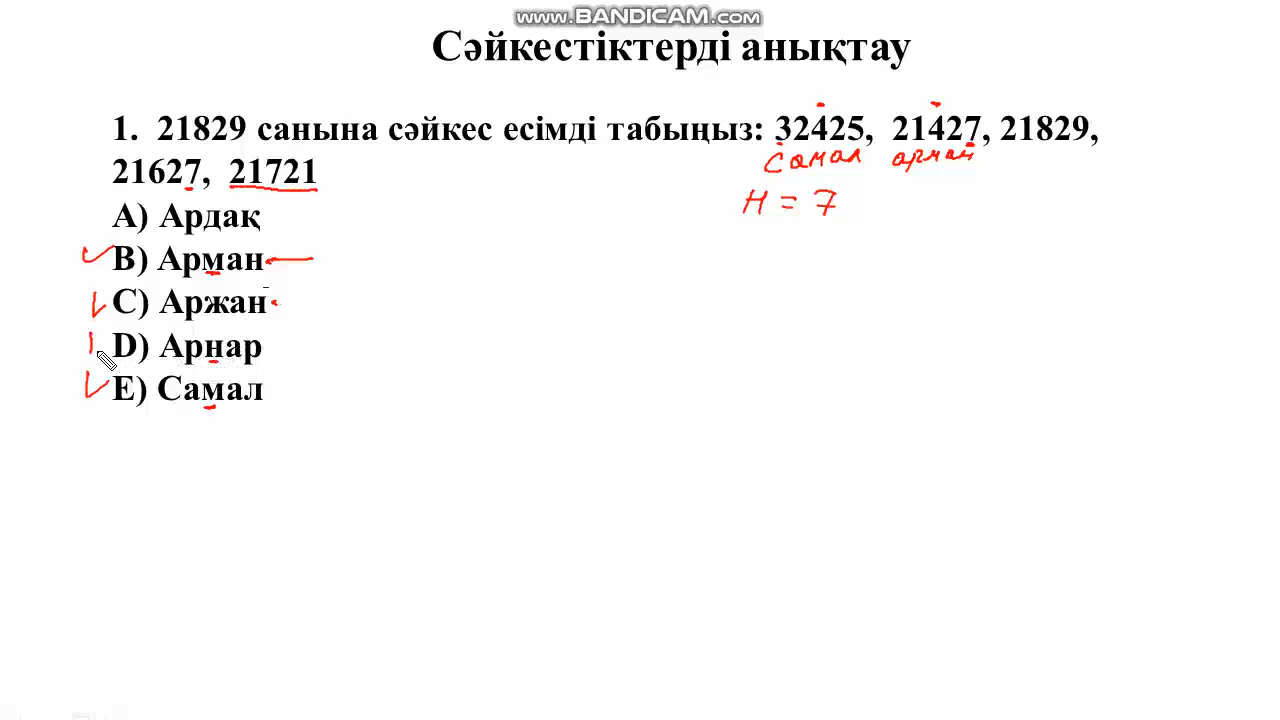 www.BANDICAM.com
Сәйкестіктерді анықтау
1. 21829 санына сәйкес есімді табыңыз: 32425, 21427, 21829,
самал арман
21627, 21721
Н = 7
A) Ардақ
B) Арман
C) Аржан
D) Арнар
E) Самал